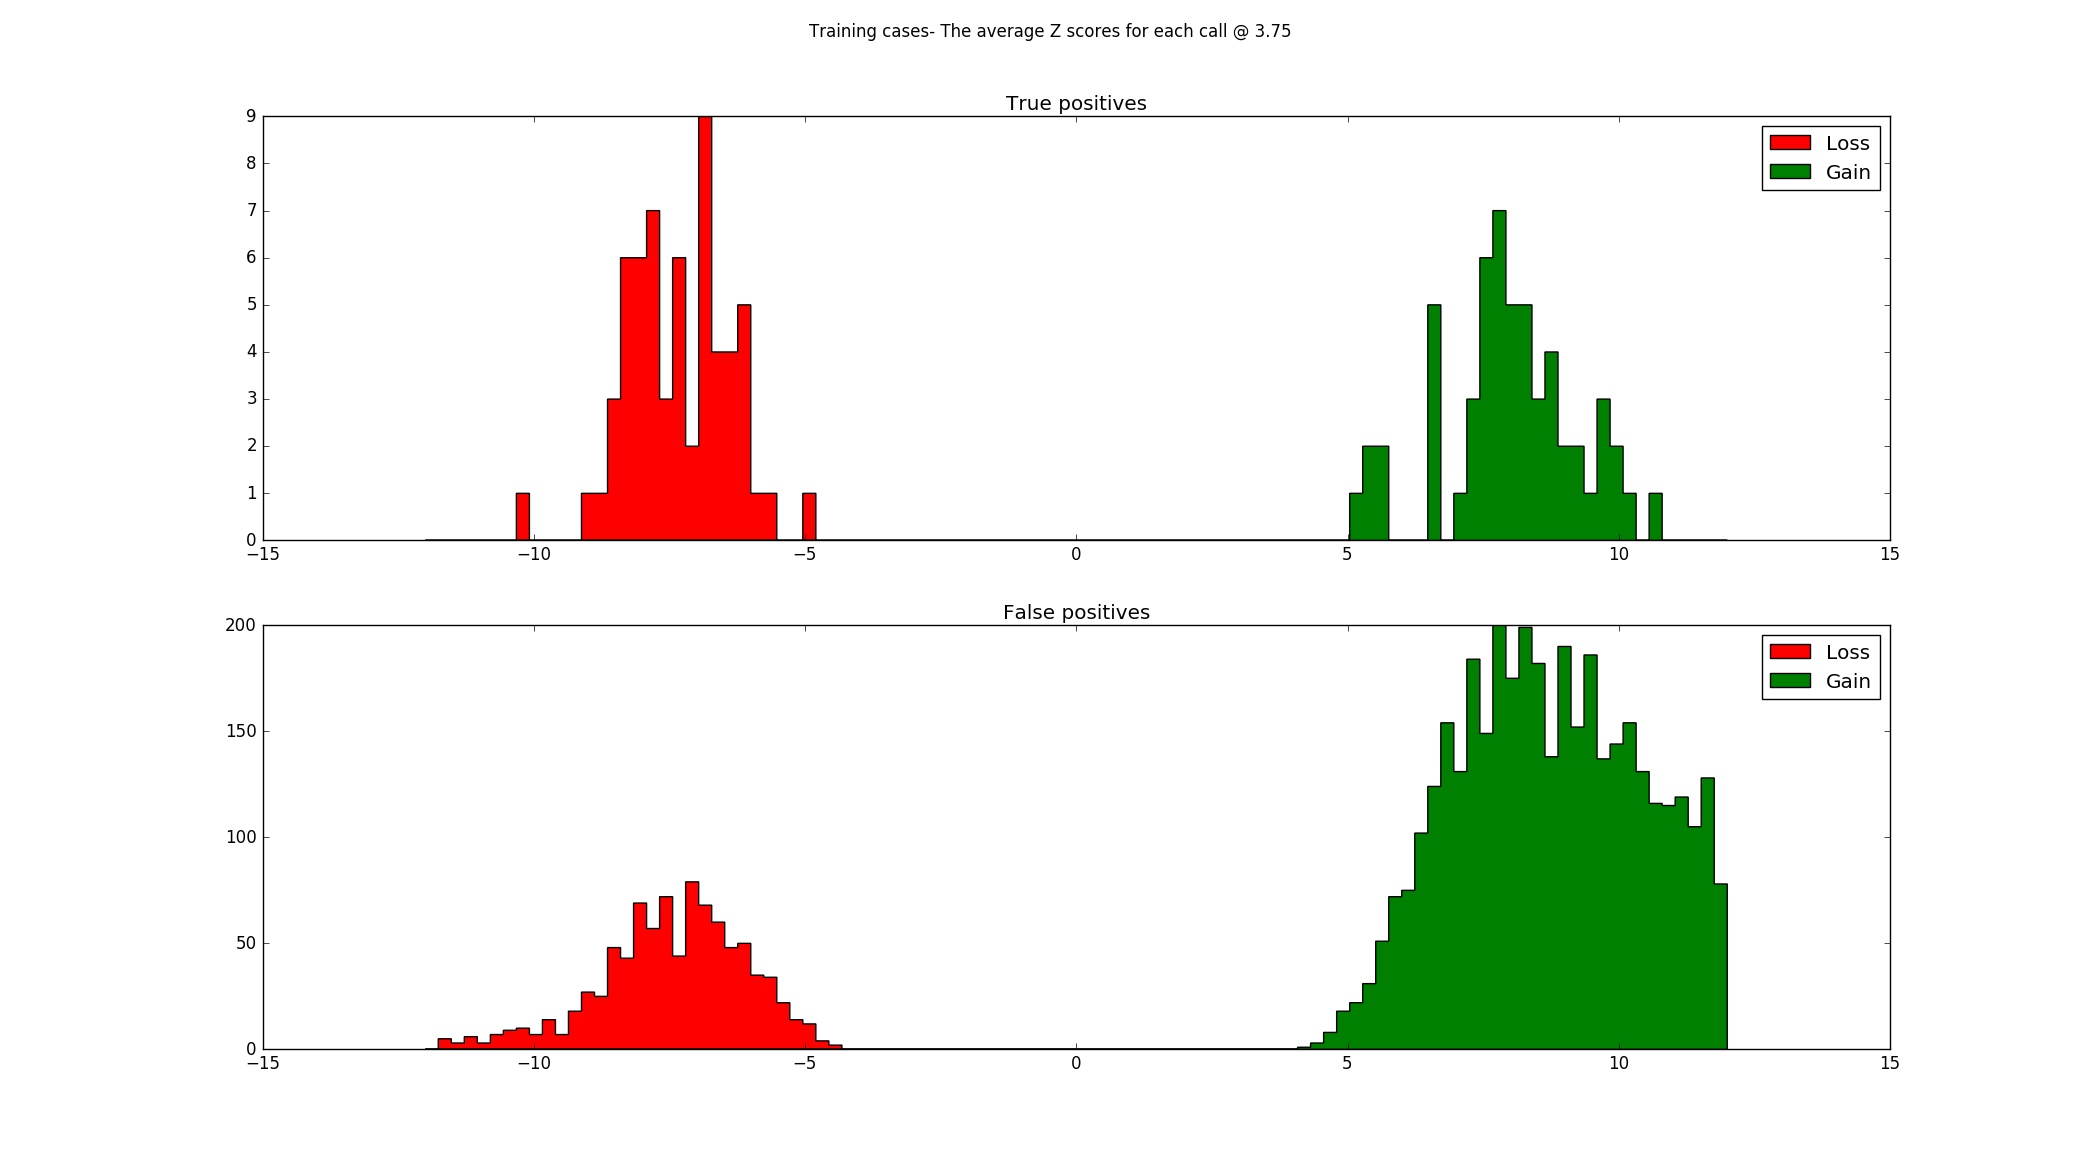 Training cases- The average Z scores for each call @ 3.75
True positives
9
8
7
6
5
4
3
2
1
0
Loss
Gain
−15 −10 −5 0 5 10 15
False positives
200
150
100
50
0
Loss
Gain
−15 −10 −5 0 5 10 15